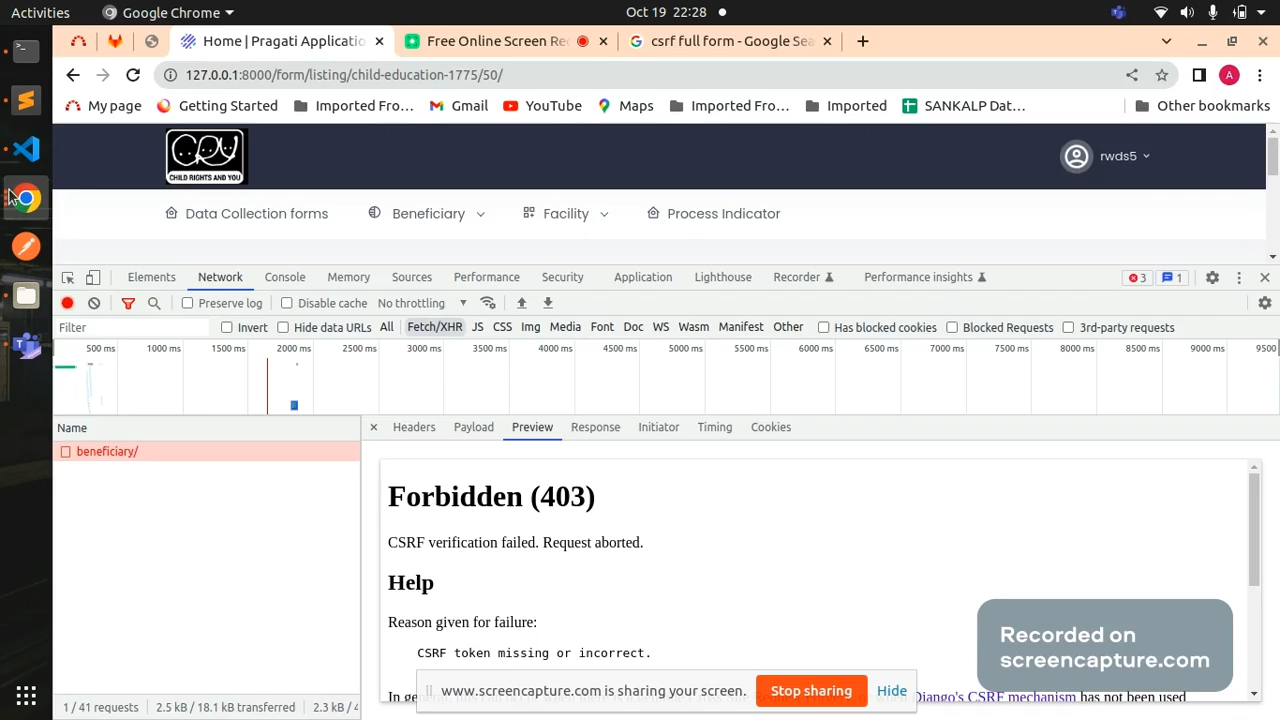 Activities
Google Chrome
Oct 19 22:28
Home | Pragati Applicatio
Free Online Screen Rec
csrf full form - Google Sea
127.0.0.1:8000/form/listing/child-education-1775/50/
A
My page
Getting Started
Imported Fro...
Gmail
YouTube
Maps
Imported Fro...
Imported
SANKALP Dat...
Other bookmarks
CRY
CHILD RIGHTS AND YOU
rwds5
Data Collection forms
Beneficiary
Facility
Process Indicator
Elements
Network
Console
Memory
Sources
Performance
Security
Application
Lighthouse
Recorder
Performance insights
3
1
Preserve log
Disable cache
No throttling
Filter
Invert
Hide data URLs
All
Fetch/XHR
JS
CSS
Img
Media
Font
Doc
WS
Wasm
Manifest
Other
Has blocked cookies
Blocked Requests
3rd-party requests
500 ms
1000 ms
1500 ms
2000 ms
2500 ms
3000 ms
3500 ms
4000 ms
4500 ms
5000 ms
5500 ms
6000 ms
6500 ms
7000 ms
7500 ms
8000 ms
8500 ms
9000 ms
9500
Name
Headers
Payload
Preview
Response
Initiator
Timing
Cookies
beneficiary/
Forbidden (403)
CSRF verification failed. Request aborted.
Help
Reason given for failure:
CSRF token missing or incorrect.
Recorded on
screencapture.com
www.screencapture.com is sharing your screen.
Stop sharing
Hide
In
Django's CSRF mechanism has not been used
1 / 41 requests
2.5 kB / 18.1 kB transferred
2.3 kB / 4